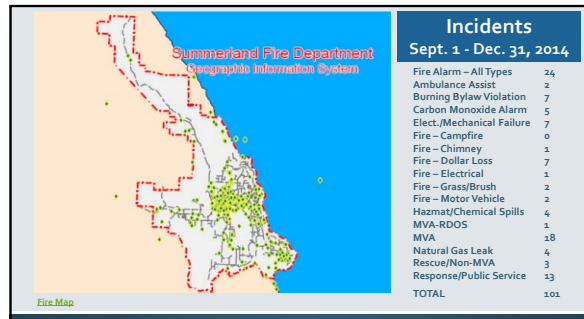 Summerland Fire Department
Geographic Information System
Fire Map
Incidents
Sept. 1 - Dec. 31, 2014
Fire Alarm – All Types 24
Ambulance Assist 2
Burning Bylaw Violation 7
Carbon Monoxide Alarm 5
Elect./Mechanical Failure 7
Fire – Campfire 0
Fire – Chimney 1
Fire – Dollar Loss 7
Fire – Electrical 1
Fire – Grass/Brush 2
Fire – Motor Vehicle 2
Hazmat/Chemical Spills 4
MVA-RDOS 1
MVA 18
Natural Gas Leak 4
Rescue/Non-MVA 3
Response/Public Service 13
TOTAL 101